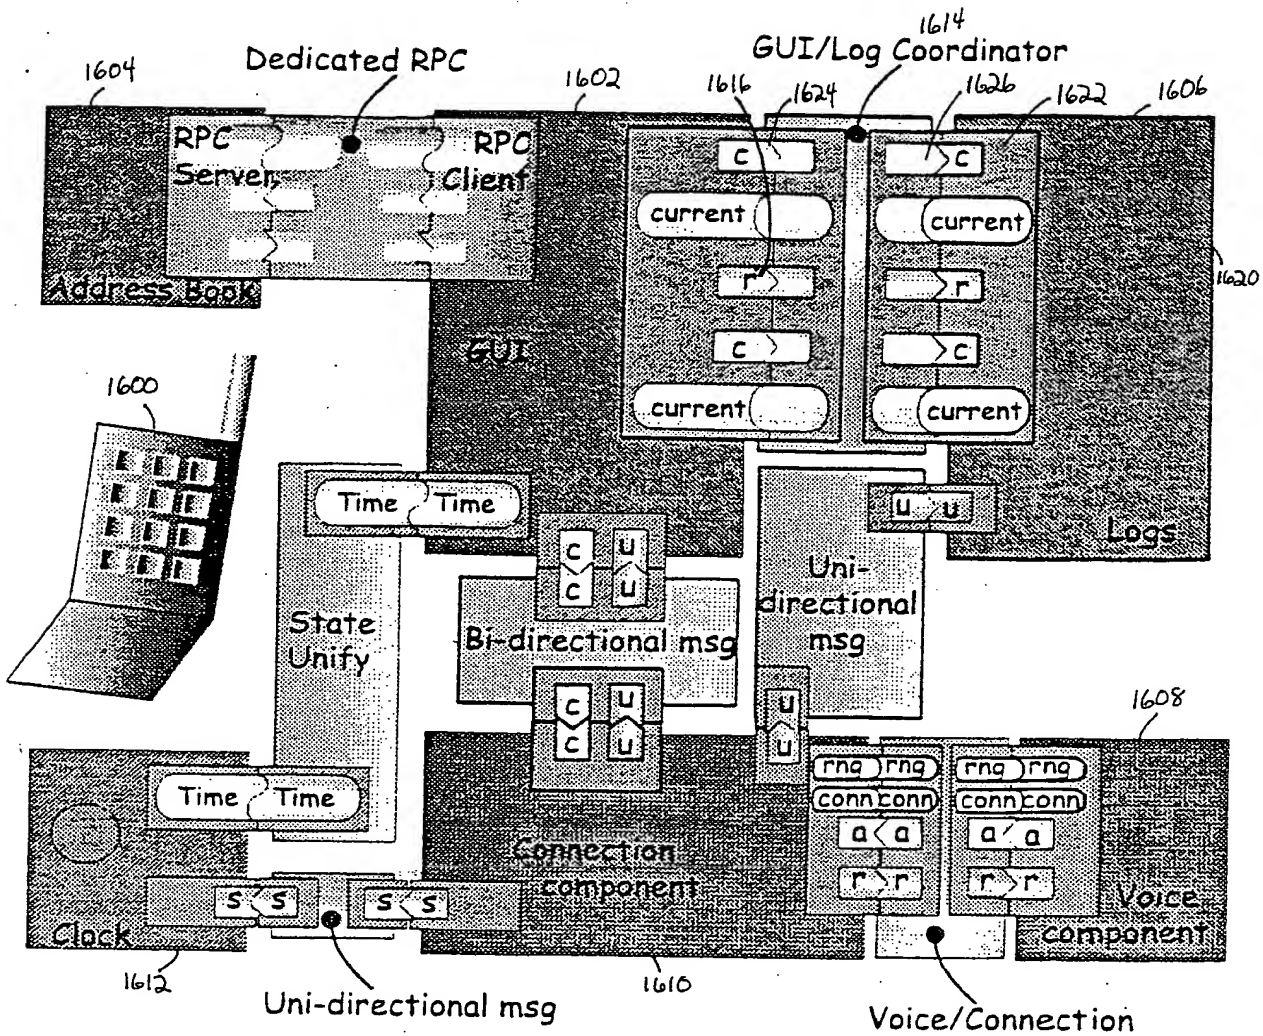 1614
GUI/Log Coordinator
Dedicated RPC
1604
1602
1616
1624
1626
1622
1606
RPC
Server
RPC
Client
c
c
current
current
1620
r
r
Address Book
GUI
c
c
current
current
1600
Time
Time
u
u
Logs
c
u
c
u
Uni-
directional
msg
State
Unify
Bi-directional msg
c
u
u
c
u
u
1608
rng
rng
rng
rng
Time
Time
conn
conn
conn
conn
a
a
a
a
Connection
component
r
r
r
r
s
s
s
s
Voice
component
Clock
1612
1610
Uni-directional msg
Voice/Connection